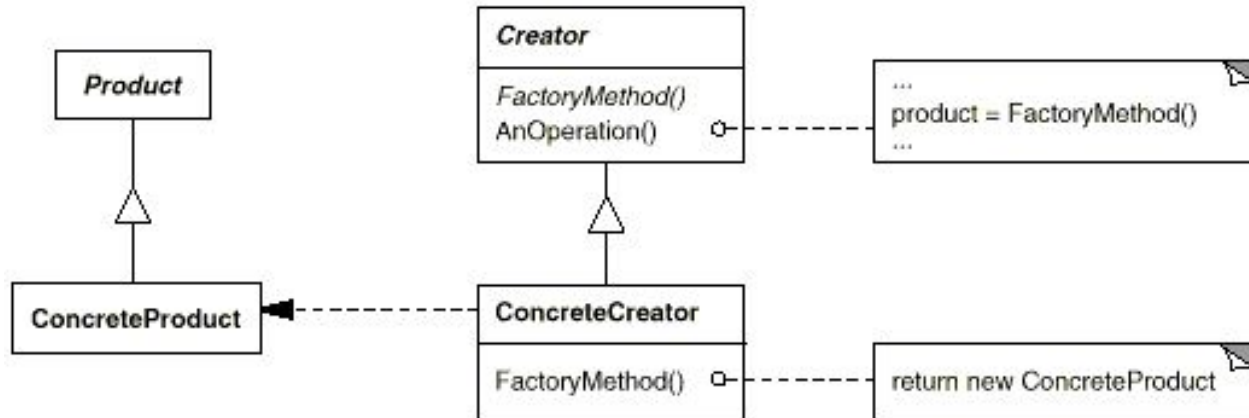 Product
ConcreteProduct
Creator
FactoryMethod()
AnOperation()
...
product = FactoryMethod()
...
ConcreteCreator
FactoryMethod()
return new ConcreteProduct